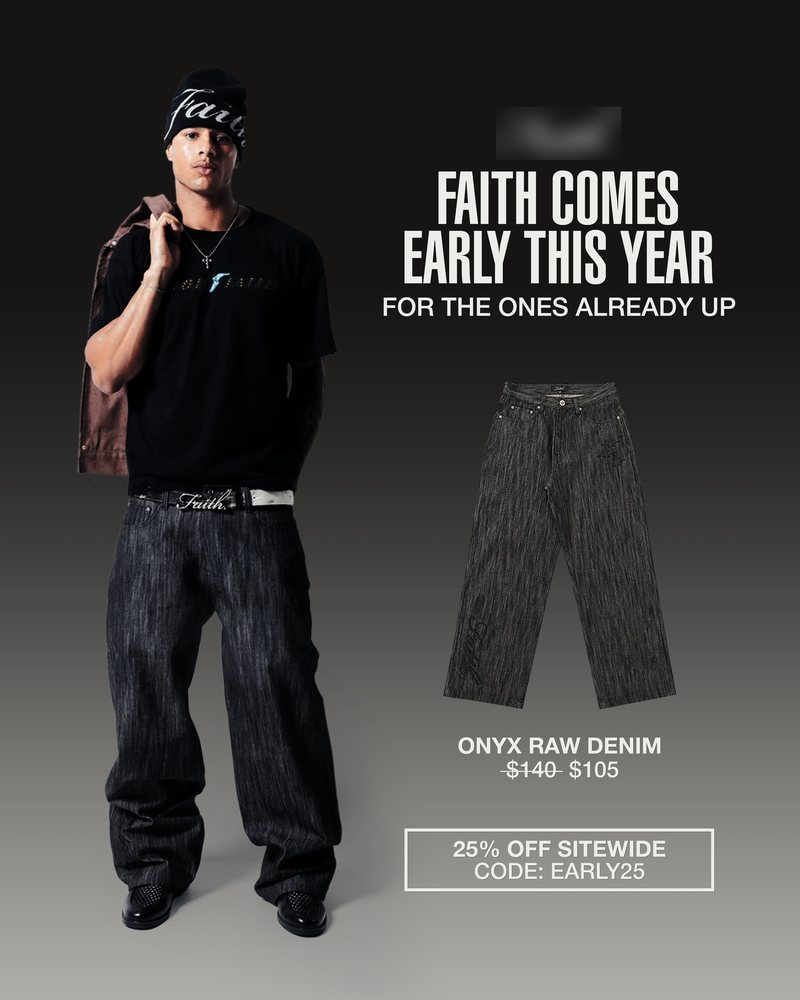 FAITH COMES
EARLY THIS YEAR
FOR THE ONES ALREADY UP
Faith.
ONYX RAW DENIM
$140 $105
25% OFF SITEWIDE
CODE: EARLY25